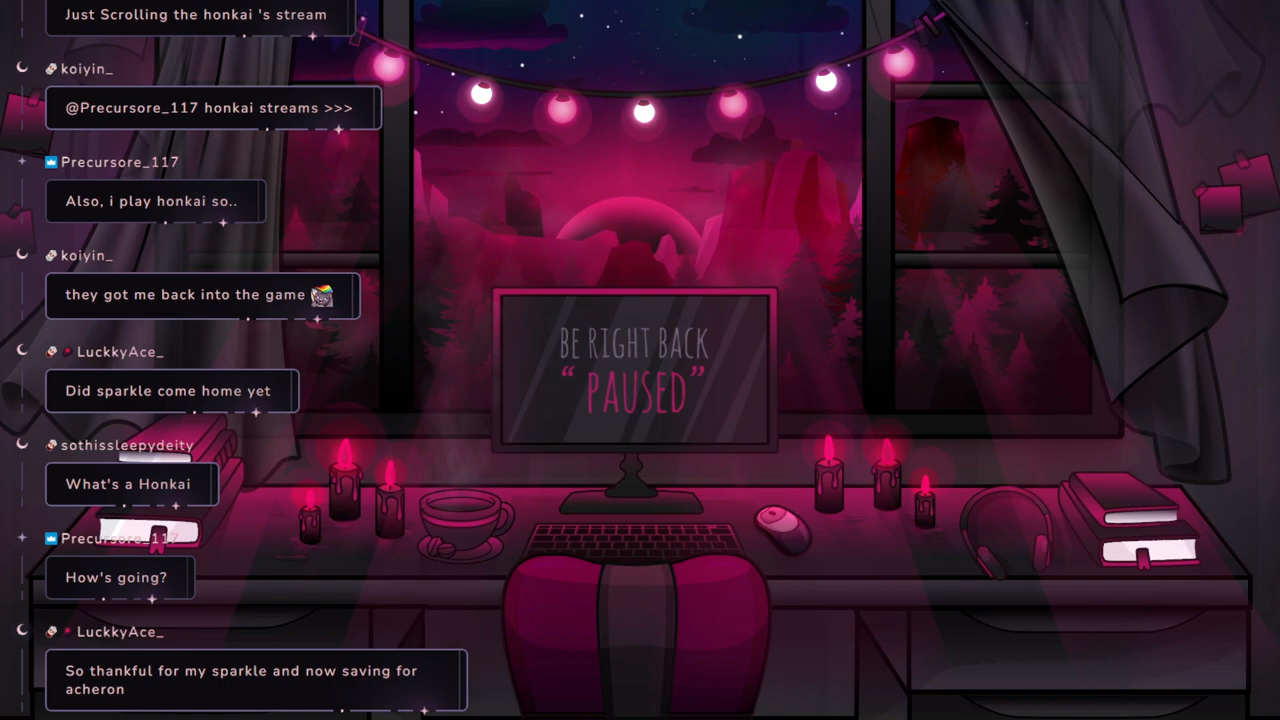 Just Scrolling the honkai 's stream
koiyin_
@Precursore_117 honkai streams >>>
Precursore_117
Also, i play honkai so..
koiyin_
they got me back into the game
LuckkyAce_
Did sparkle come home yet
sothissleepydeity
What's a Honkai
Precursore_117
How's going?
LuckkyAce_
So thankful for my sparkle and now saving for
acheron
BE RIGHT BACK
“ PAUSED”